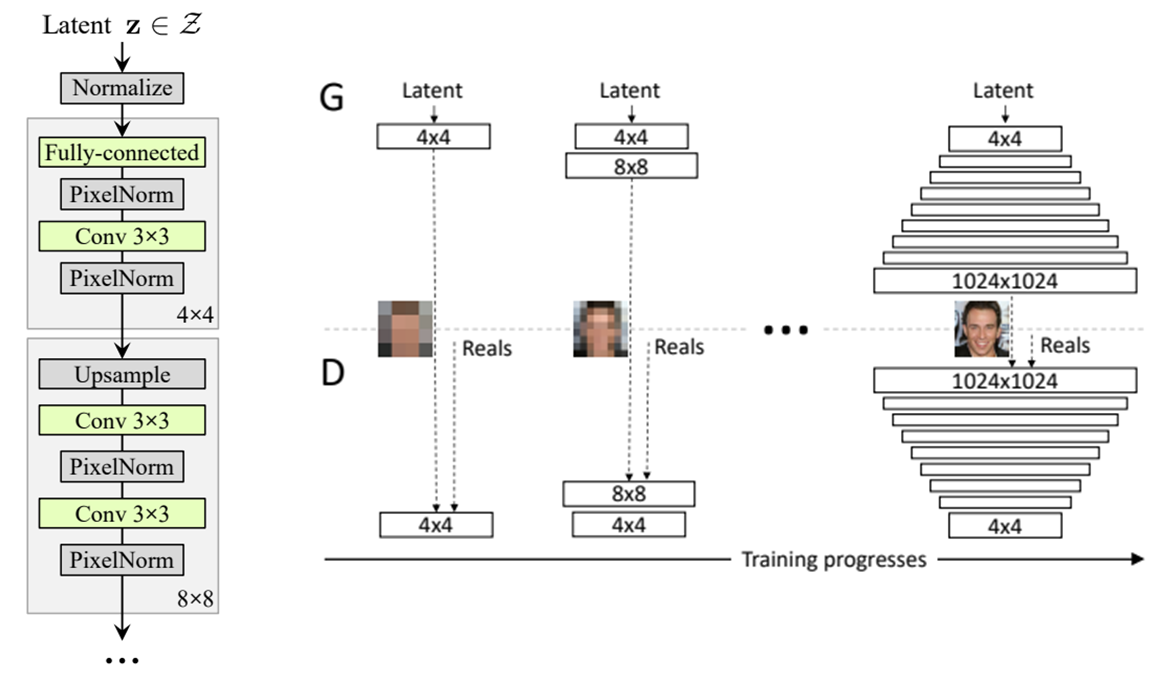 Latent z ∈ 𝒵
Normalize
Fully-connected
PixelNorm
Conv 3×3
PixelNorm
4×4
Upsample
Conv 3×3
PixelNorm
Conv 3×3
PixelNorm
8×8
...
G
Latent
4x4
Latent
4x4
8x8
Latent
4x4
1024x1024
...
D
Reals
4x4
Reals
8x8
4x4
Reals
1024x1024
4x4
Training progresses